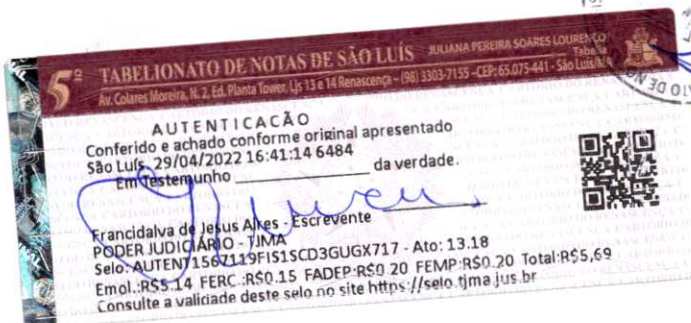 5º TABELIONATO DE NOTAS DE SÃO LUÍS JULIANA PEREIRA SOARES LOURENÇO
Tabeliã
Av. Colares Moreira, N. 2, Ed. Planta Tower, Ljs 13 e 14 Renascença - (98) 3303-7155 - CEP: 65.075-441 - São Luís/MA
AUTENTICAÇÃO
Conferido e achado conforme original apresentado
São Luís, 29/04/2022 16:41:14 6484
Em Testemunho da verdade.
Francidalva de Jesus Alves - Escrevente
PODER JUDICIÁRIO - TJMA
Selo: AUTENT1567119FIS1SCD3GUGX717 - Ato: 13.18
Emol.:R$5.14 FERC.:R$0.15 FADEP:R$0.20 FEMP:R$0.20 Total:R$5,69
Consulte a validade deste selo no site https://selo.tjma.jus.br